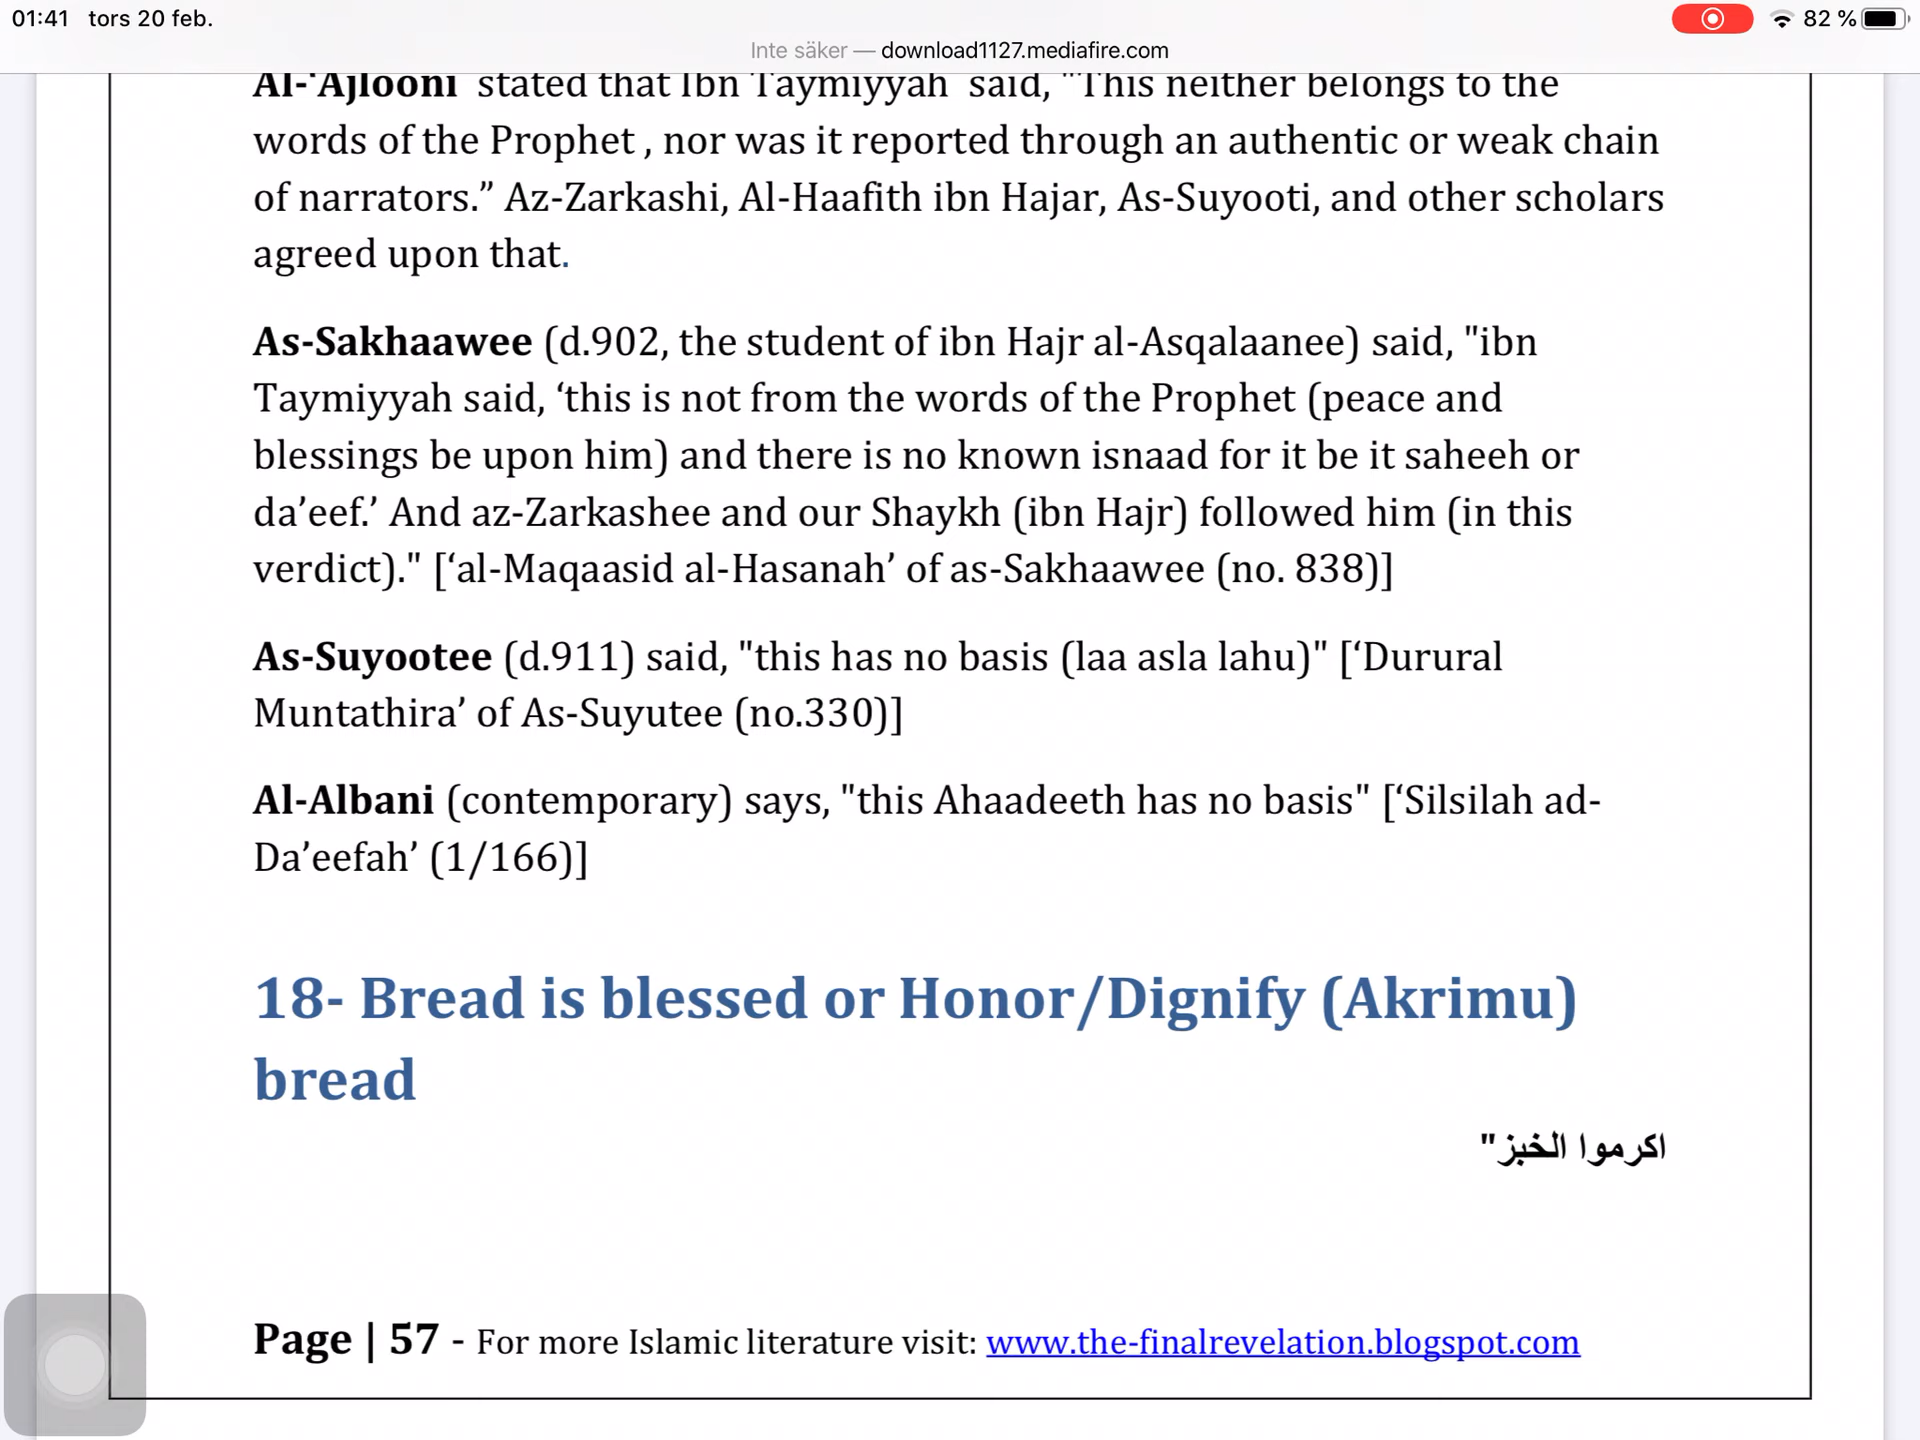 01:41 tors 20 feb.
82 %
Inte säker — download1127.mediafire.com
Al-'Ajlooni stated that Ibn Taymiyyah said, "This neither belongs to the
words of the Prophet , nor was it reported through an authentic or weak chain
of narrators.” Az-Zarkashi, Al-Haafith ibn Hajar, As-Suyooti, and other scholars
agreed upon that.
As-Sakhaawee (d.902, the student of ibn Hajr al-Asqalaanee) said, "ibn
Taymiyyah said, ‘this is not from the words of the Prophet (peace and
blessings be upon him) and there is no known isnaad for it be it saheeh or
da’eef.’ And az-Zarkashee and our Shaykh (ibn Hajr) followed him (in this
verdict)." [‘al-Maqaasid al-Hasanah’ of as-Sakhaawee (no. 838)]
As-Suyootee (d.911) said, "this has no basis (laa asla lahu)" [‘Durural
Muntathira’ of As-Suyutee (no.330)]
Al-Albani (contemporary) says, "this Ahaadeeth has no basis" [‘Silsilah ad-
Da’eefah’ (1/166)]
18- Bread is blessed or Honor/Dignify (Akrimu)
bread
اكرموا الخبز"
Page | 57 - For more Islamic literature visit: www.the-finalrevelation.blogspot.com